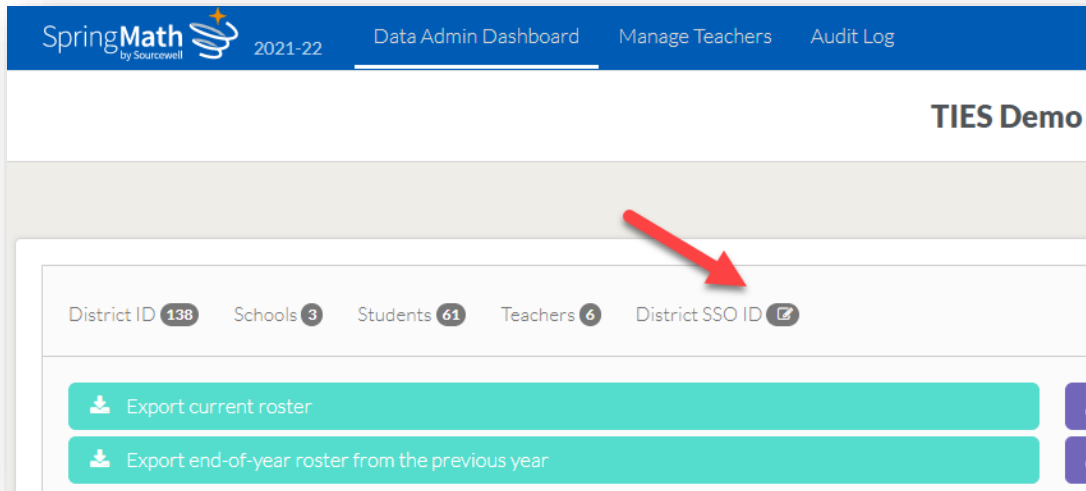 SpringMath
by Sourcewell
2021-22
Data Admin Dashboard
Manage Teachers
Audit Log
TIES Demo
District ID 138
Schools 3
Students 61
Teachers 6
District SSO ID
Export current roster
Export end-of-year roster from the previous year